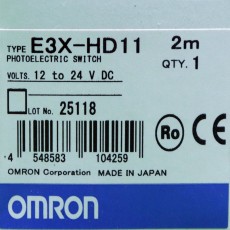 TYPE E3X-HD11 2m
PHOTOELECTRIC SWITCH QTY. 1
VOLTS. 12 to 24 V DC
LOT No. 25118
Ro CE
4 548583 104259
OMRON Corporation MADE IN JAPAN
OMRON